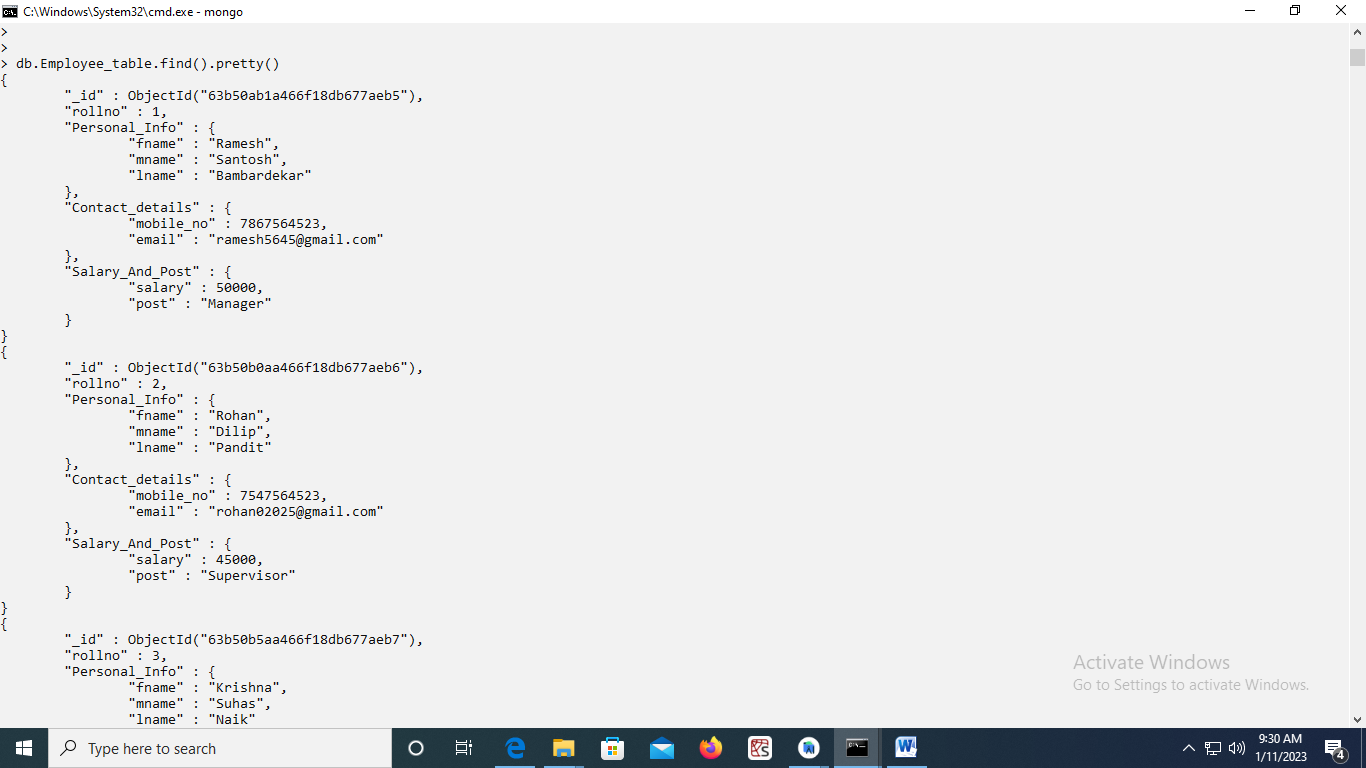 C:\Windows\System32\cmd.exe - mongo
>
>
> db.Employee_table.find().pretty()
{
        "_id" : ObjectId("63b50ab1a466f18db677aeb5"),
        "rollno" : 1,
        "Personal_Info" : {
                "fname" : "Ramesh",
                "mname" : "Santosh",
                "lname" : "Bambardekar"
        },
        "Contact_details" : {
                "mobile_no" : 7867564523,
                "email" : "ramesh5645@gmail.com"
        },
        "Salary_And_Post" : {
                "salary" : 50000,
                "post" : "Manager"
        }
}
{
        "_id" : ObjectId("63b50b0aa466f18db677aeb6"),
        "rollno" : 2,
        "Personal_Info" : {
                "fname" : "Rohan",
                "mname" : "Dilip",
                "lname" : "Pandit"
        },
        "Contact_details" : {
                "mobile_no" : 7547564523,
                "email" : "rohan02025@gmail.com"
        },
        "Salary_And_Post" : {
                "salary" : 45000,
                "post" : "Supervisor"
        }
}
{
        "_id" : ObjectId("63b50b5aa466f18db677aeb7"),
        "rollno" : 3,
        "Personal_Info" : {
                "fname" : "Krishna",
                "mname" : "Suhas",
                "lname" : "Naik"
Activate Windows
Go to Settings to activate Windows.
Type here to search
9:30 AM
1/11/2023
4